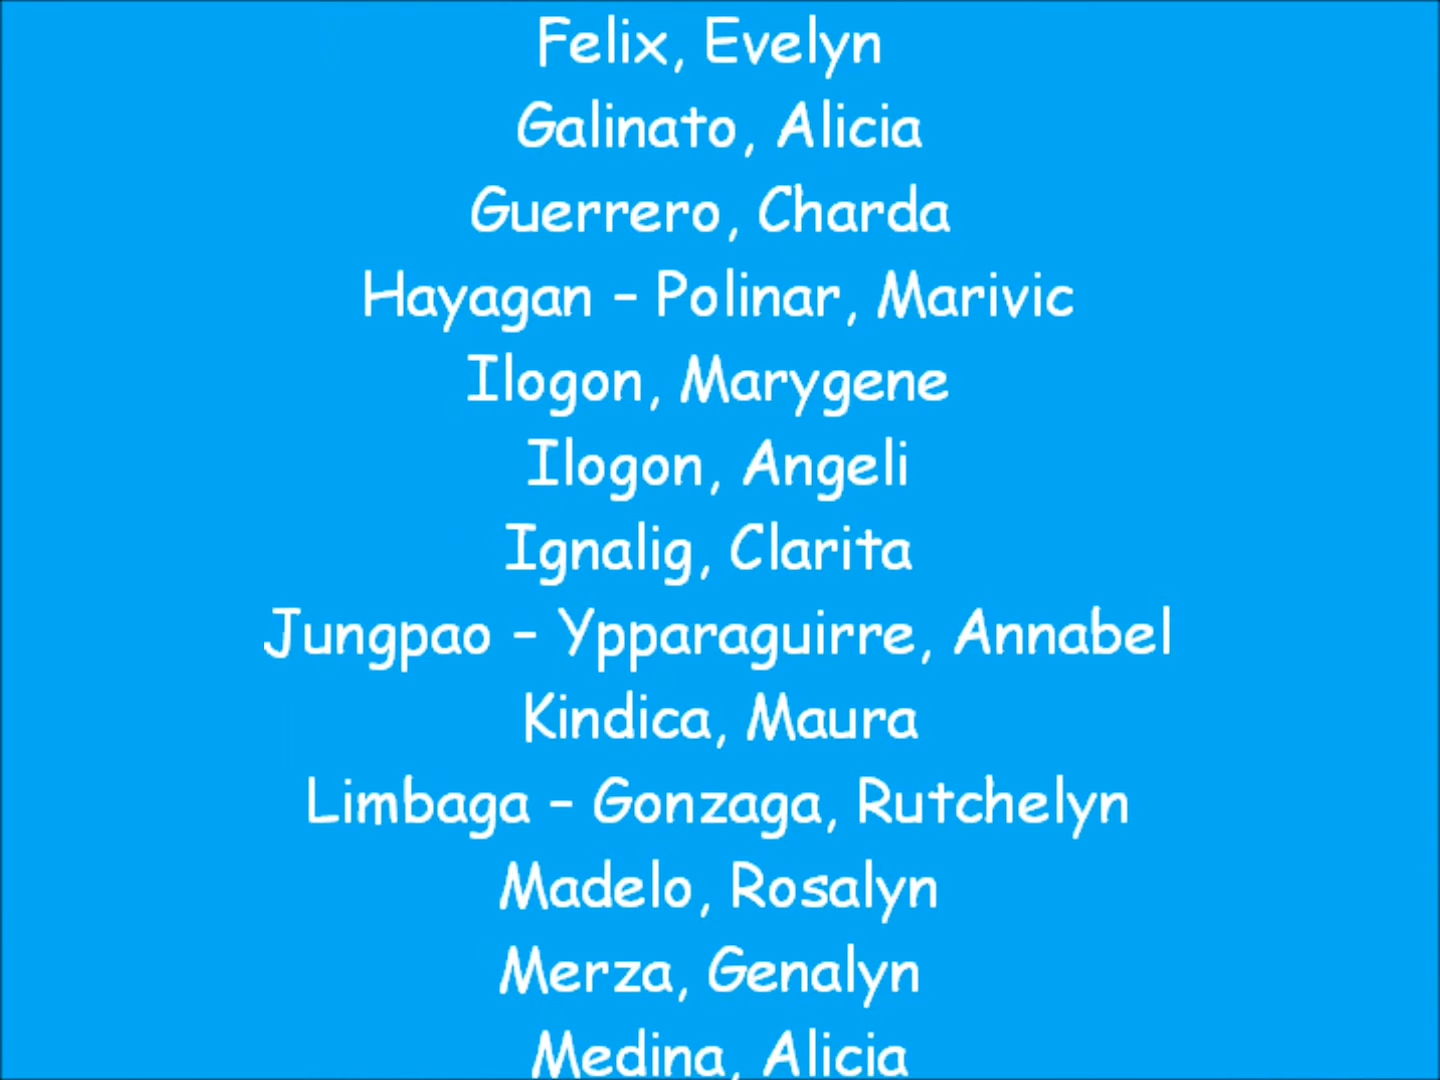 Felix, Evelyn
Galinato, Alicia
Guerrero, Charda
Hayagan – Polinar, Marivic
Ilogon, Marygene
Ilogon, Angeli
Ignalig, Clarita
Jungpao – Ypparaguirre, Annabel
Kindica, Maura
Limbaga – Gonzaga, Rutchelyn
Madelo, Rosalyn
Merza, Genalyn
Medina, Alicia